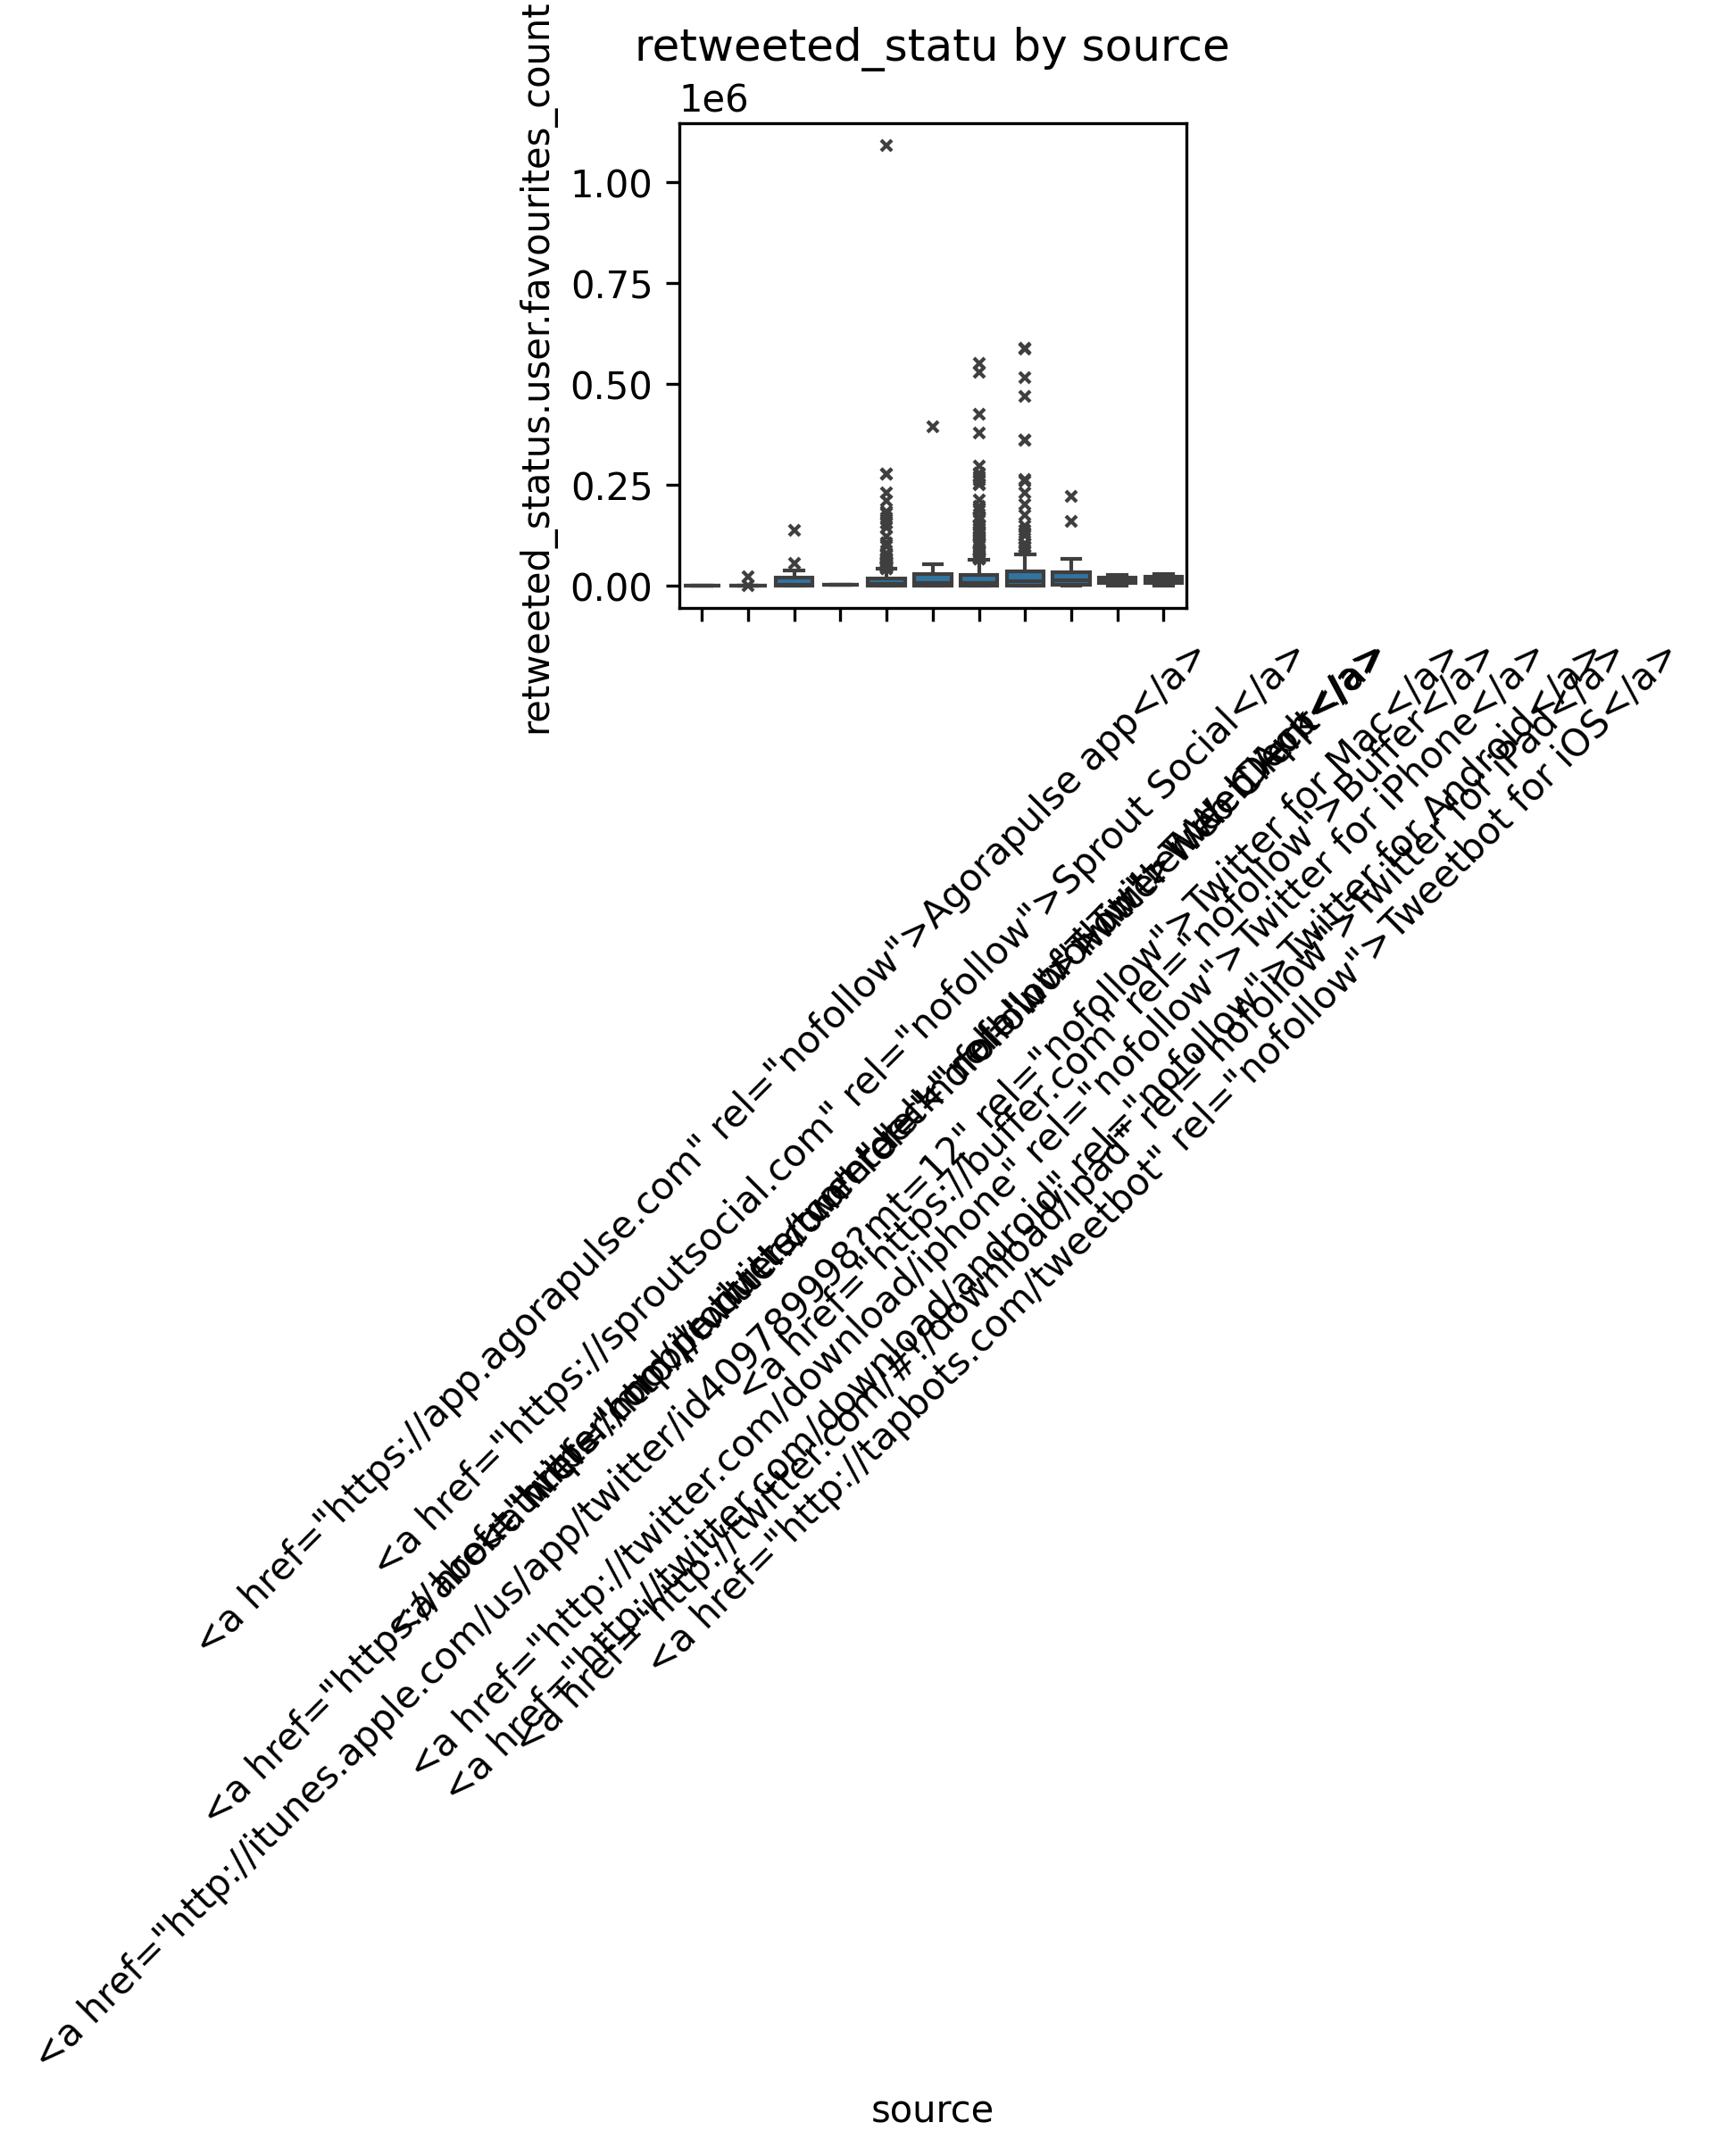 retweeted_statu by source
1e6
retweeted_status.user.favourites_count
1.00
0.75
0.50
0.25
0.00
<a href="https://app.agorapulse.com" rel="nofollow">Agorapulse app</a>
<a href="https://sproutsocial.com" rel="nofollow">Sprout Social</a>
<a href="http://itunes.apple.com/us/app/twitter/id409789998?mt=12" rel="nofollow">Twitter for Mac</a>
<a href="https://buffer.com" rel="nofollow">Buffer</a>
<a href="http://twitter.com/download/iphone" rel="nofollow">Twitter for iPhone</a>
<a href="http://twitter.com/download/android" rel="nofollow">Twitter for Android</a>
<a href="http://twitter.com/#!/download/ipad" rel="nofollow">Twitter for iPad</a>
<a href="http://tapbots.com/tweetbot" rel="nofollow">Tweetbot for iOS</a>
source